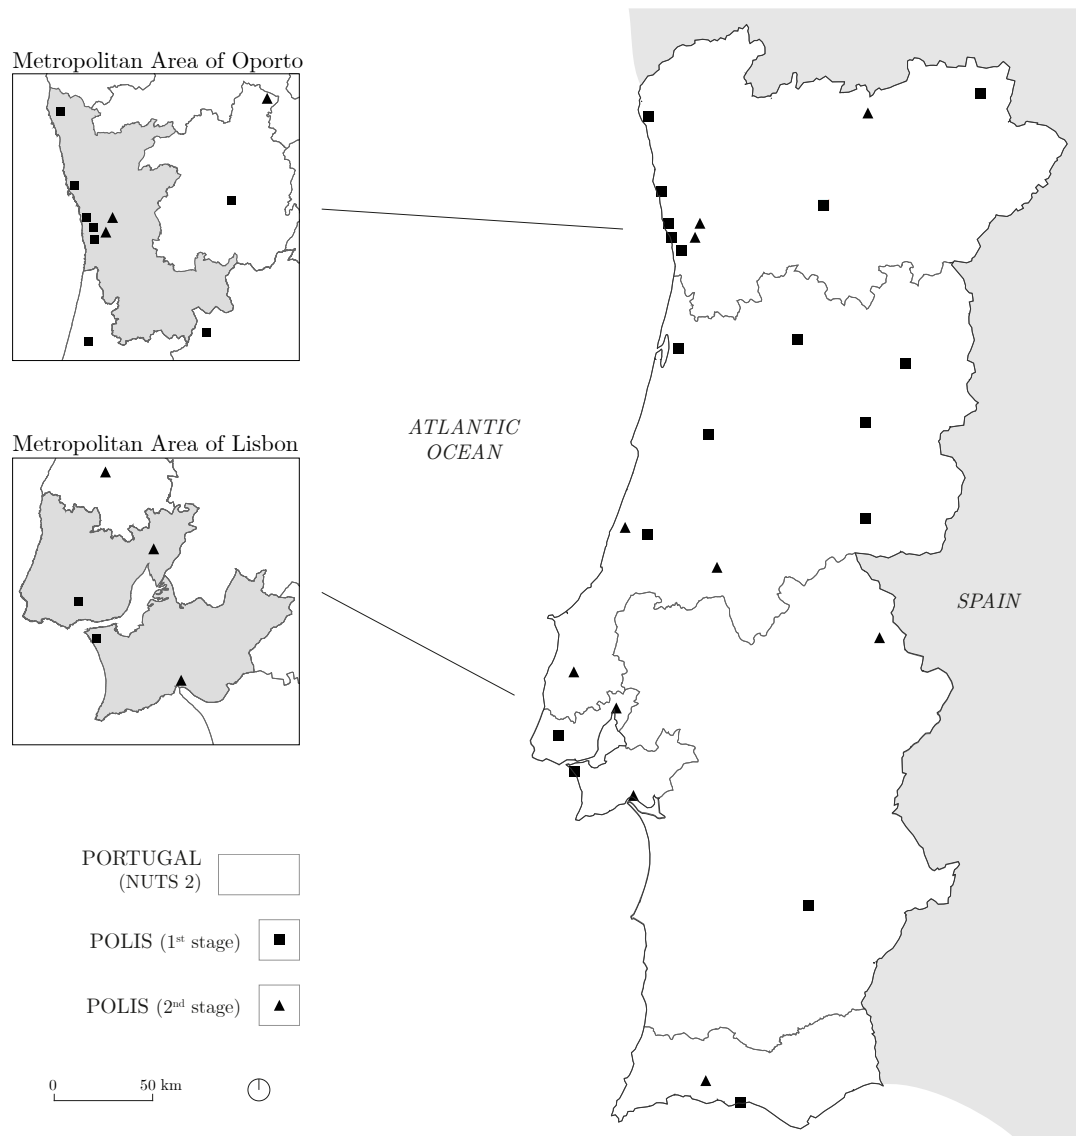 Metropolitan Area of Oporto
ATLANTIC
OCEAN
Metropolitan Area of Lisbon
SPAIN
PORTUGAL
(NUTS 2)
POLIS (1st stage)
POLIS (2nd stage)
0 50 km